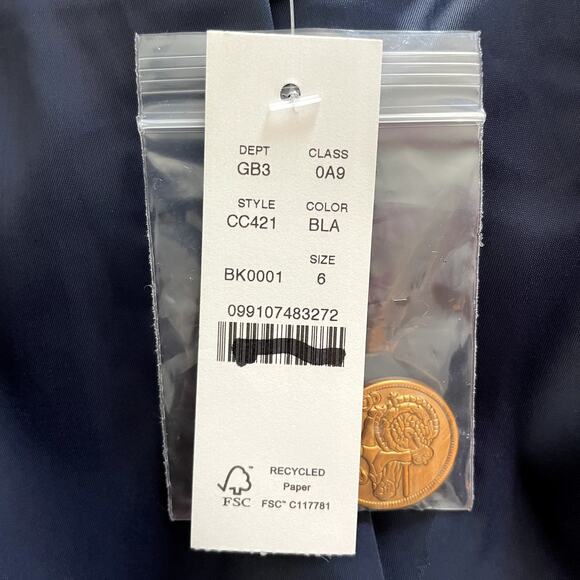 DEPT CLASS
GB3 0A9
STYLE COLOR
CC421 BLA
SIZE
BK0001 6
099107483272
RECYCLED
Paper
FSC FSC™ C117781